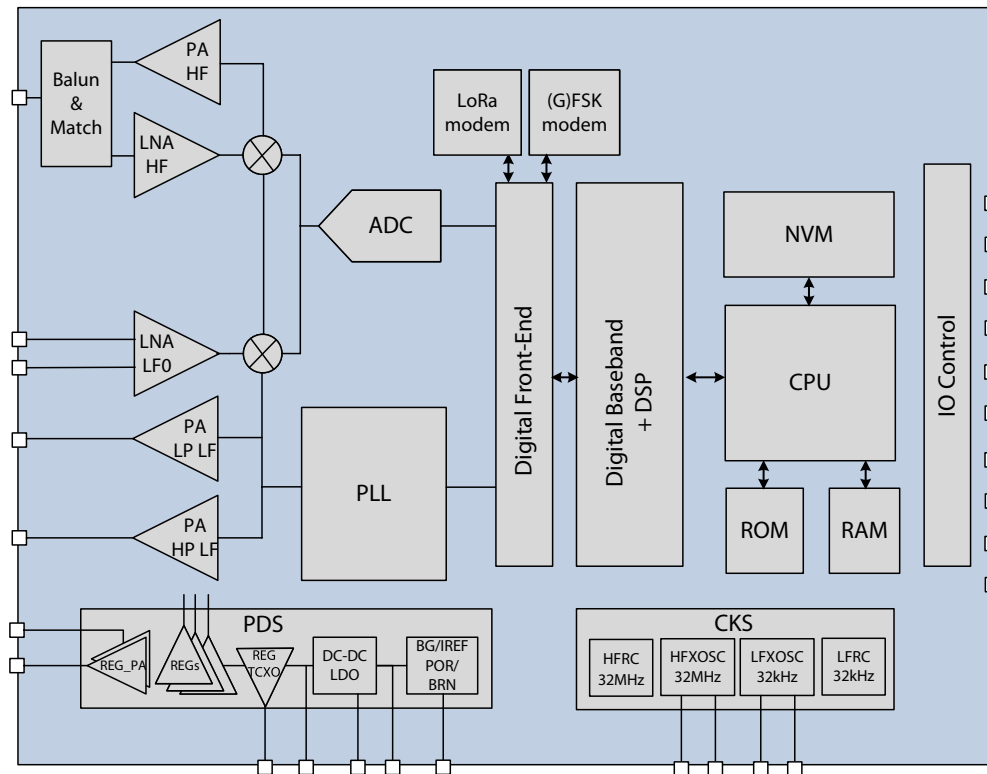 PA
HF
Balun
&
Match
LNA
HF
LoRa
modem
(G)FSK
modem
ADC
NVM
LNA
LF0
Digital Front-End
Digital Baseband
+ DSP
CPU
IO Control
PA
LP LF
PLL
PA
HP LF
ROM
RAM
PDS
REG_PA
REGs
REG
TCXO
DC-DC
LDO
BG/IREF
POR/
BRN
CKS
HFRC
32MHz
HFXOSC
32MHz
LFXOSC
32kHz
LFRC
32kHz